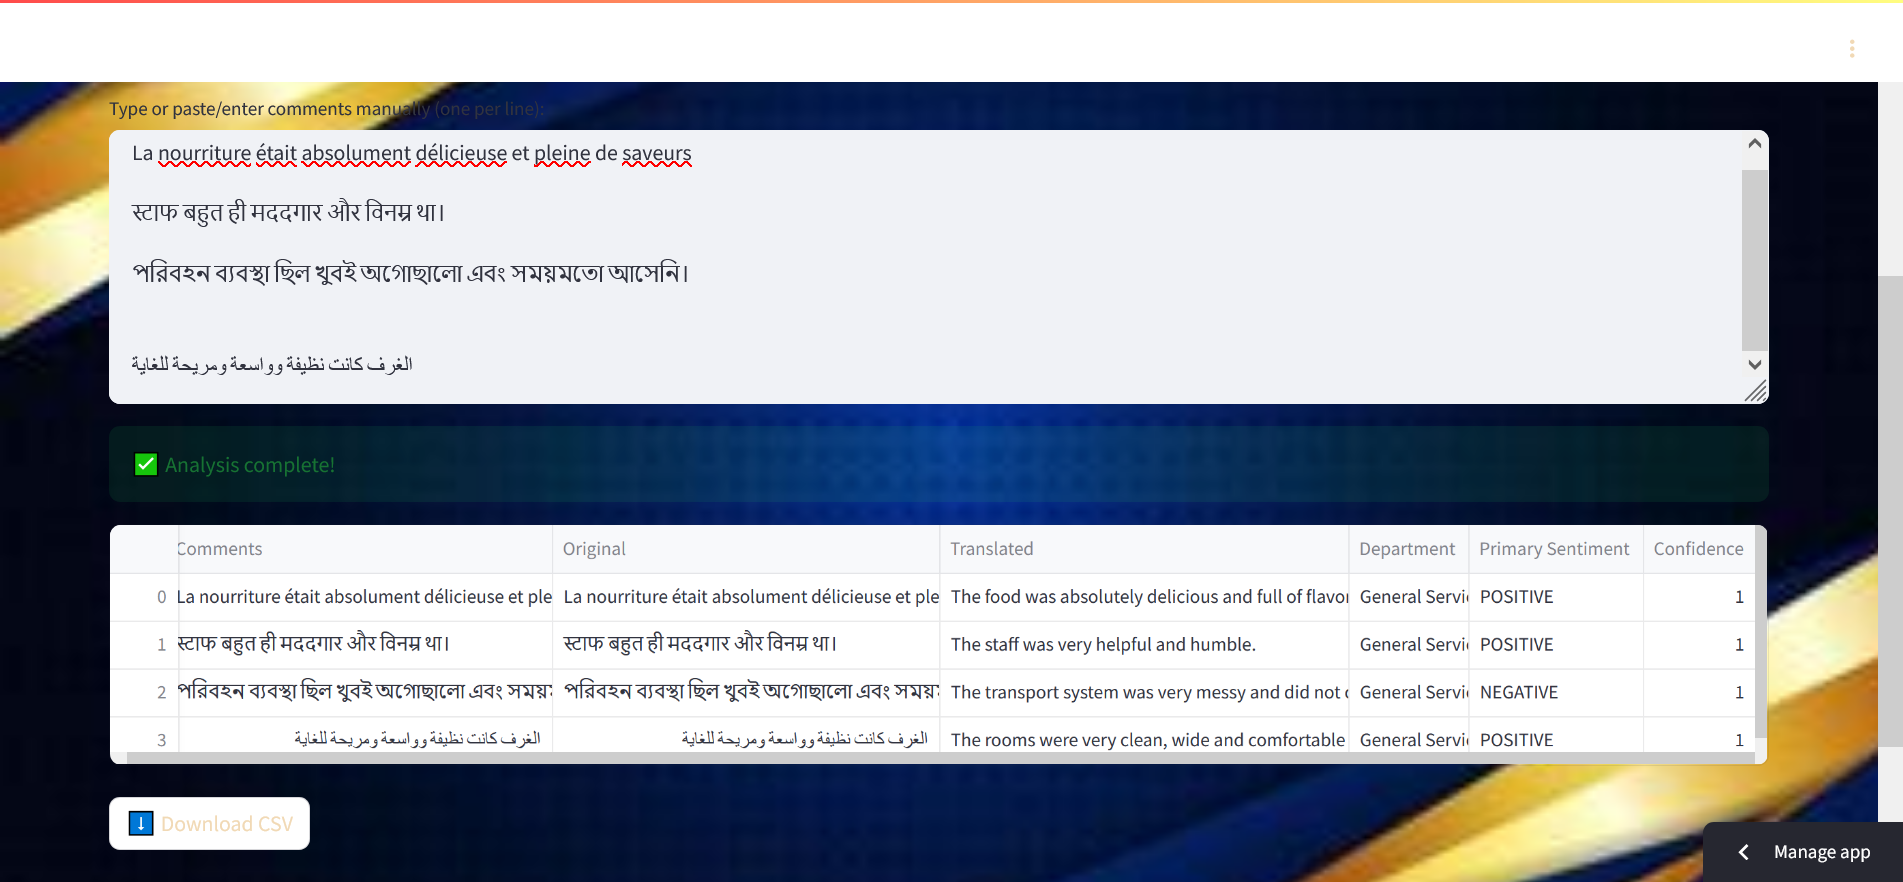 Type or paste/enter comments manually (one per line):
La nourriture était absolument délicieuse et pleine de saveurs
स्टाफ बहुत ही मददगार और विनम्र था।
পরিবহন ব্যবস্থা ছিল খুবই অগোছালো এবং সময়মতো আসেনি।
الغرف كانت نظيفة وواسعة ومريحة للغاية
Analysis complete!
Comments Original Translated Department Primary Sentiment Confidence
0 La nourriture était absolument délicieuse et ple La nourriture était absolument délicieuse et ple The food was absolutely delicious and full of flavor General Servi POSITIVE 1
1 स्टाफ बहुत ही मददगार और विनम्र था। स्टाफ बहुत ही मददगार और विनम्र था। The staff was very helpful and humble. General Servi POSITIVE 1
2 পরিবহন ব্যবস্থা ছিল খুবই অগোছালো এবং সময় পরিবহন ব্যবস্থা ছিল খুবই অগোছালো এবং সময় The transport system was very messy and did not General Servi NEGATIVE 1
3 الغرف كانت نظيفة وواسعة ومريحة للغاية الغرف كانت نظيفة وواسعة ومريحة للغاية The rooms were very clean, wide and comfortable General Servi POSITIVE 1
Download CSV
Manage app